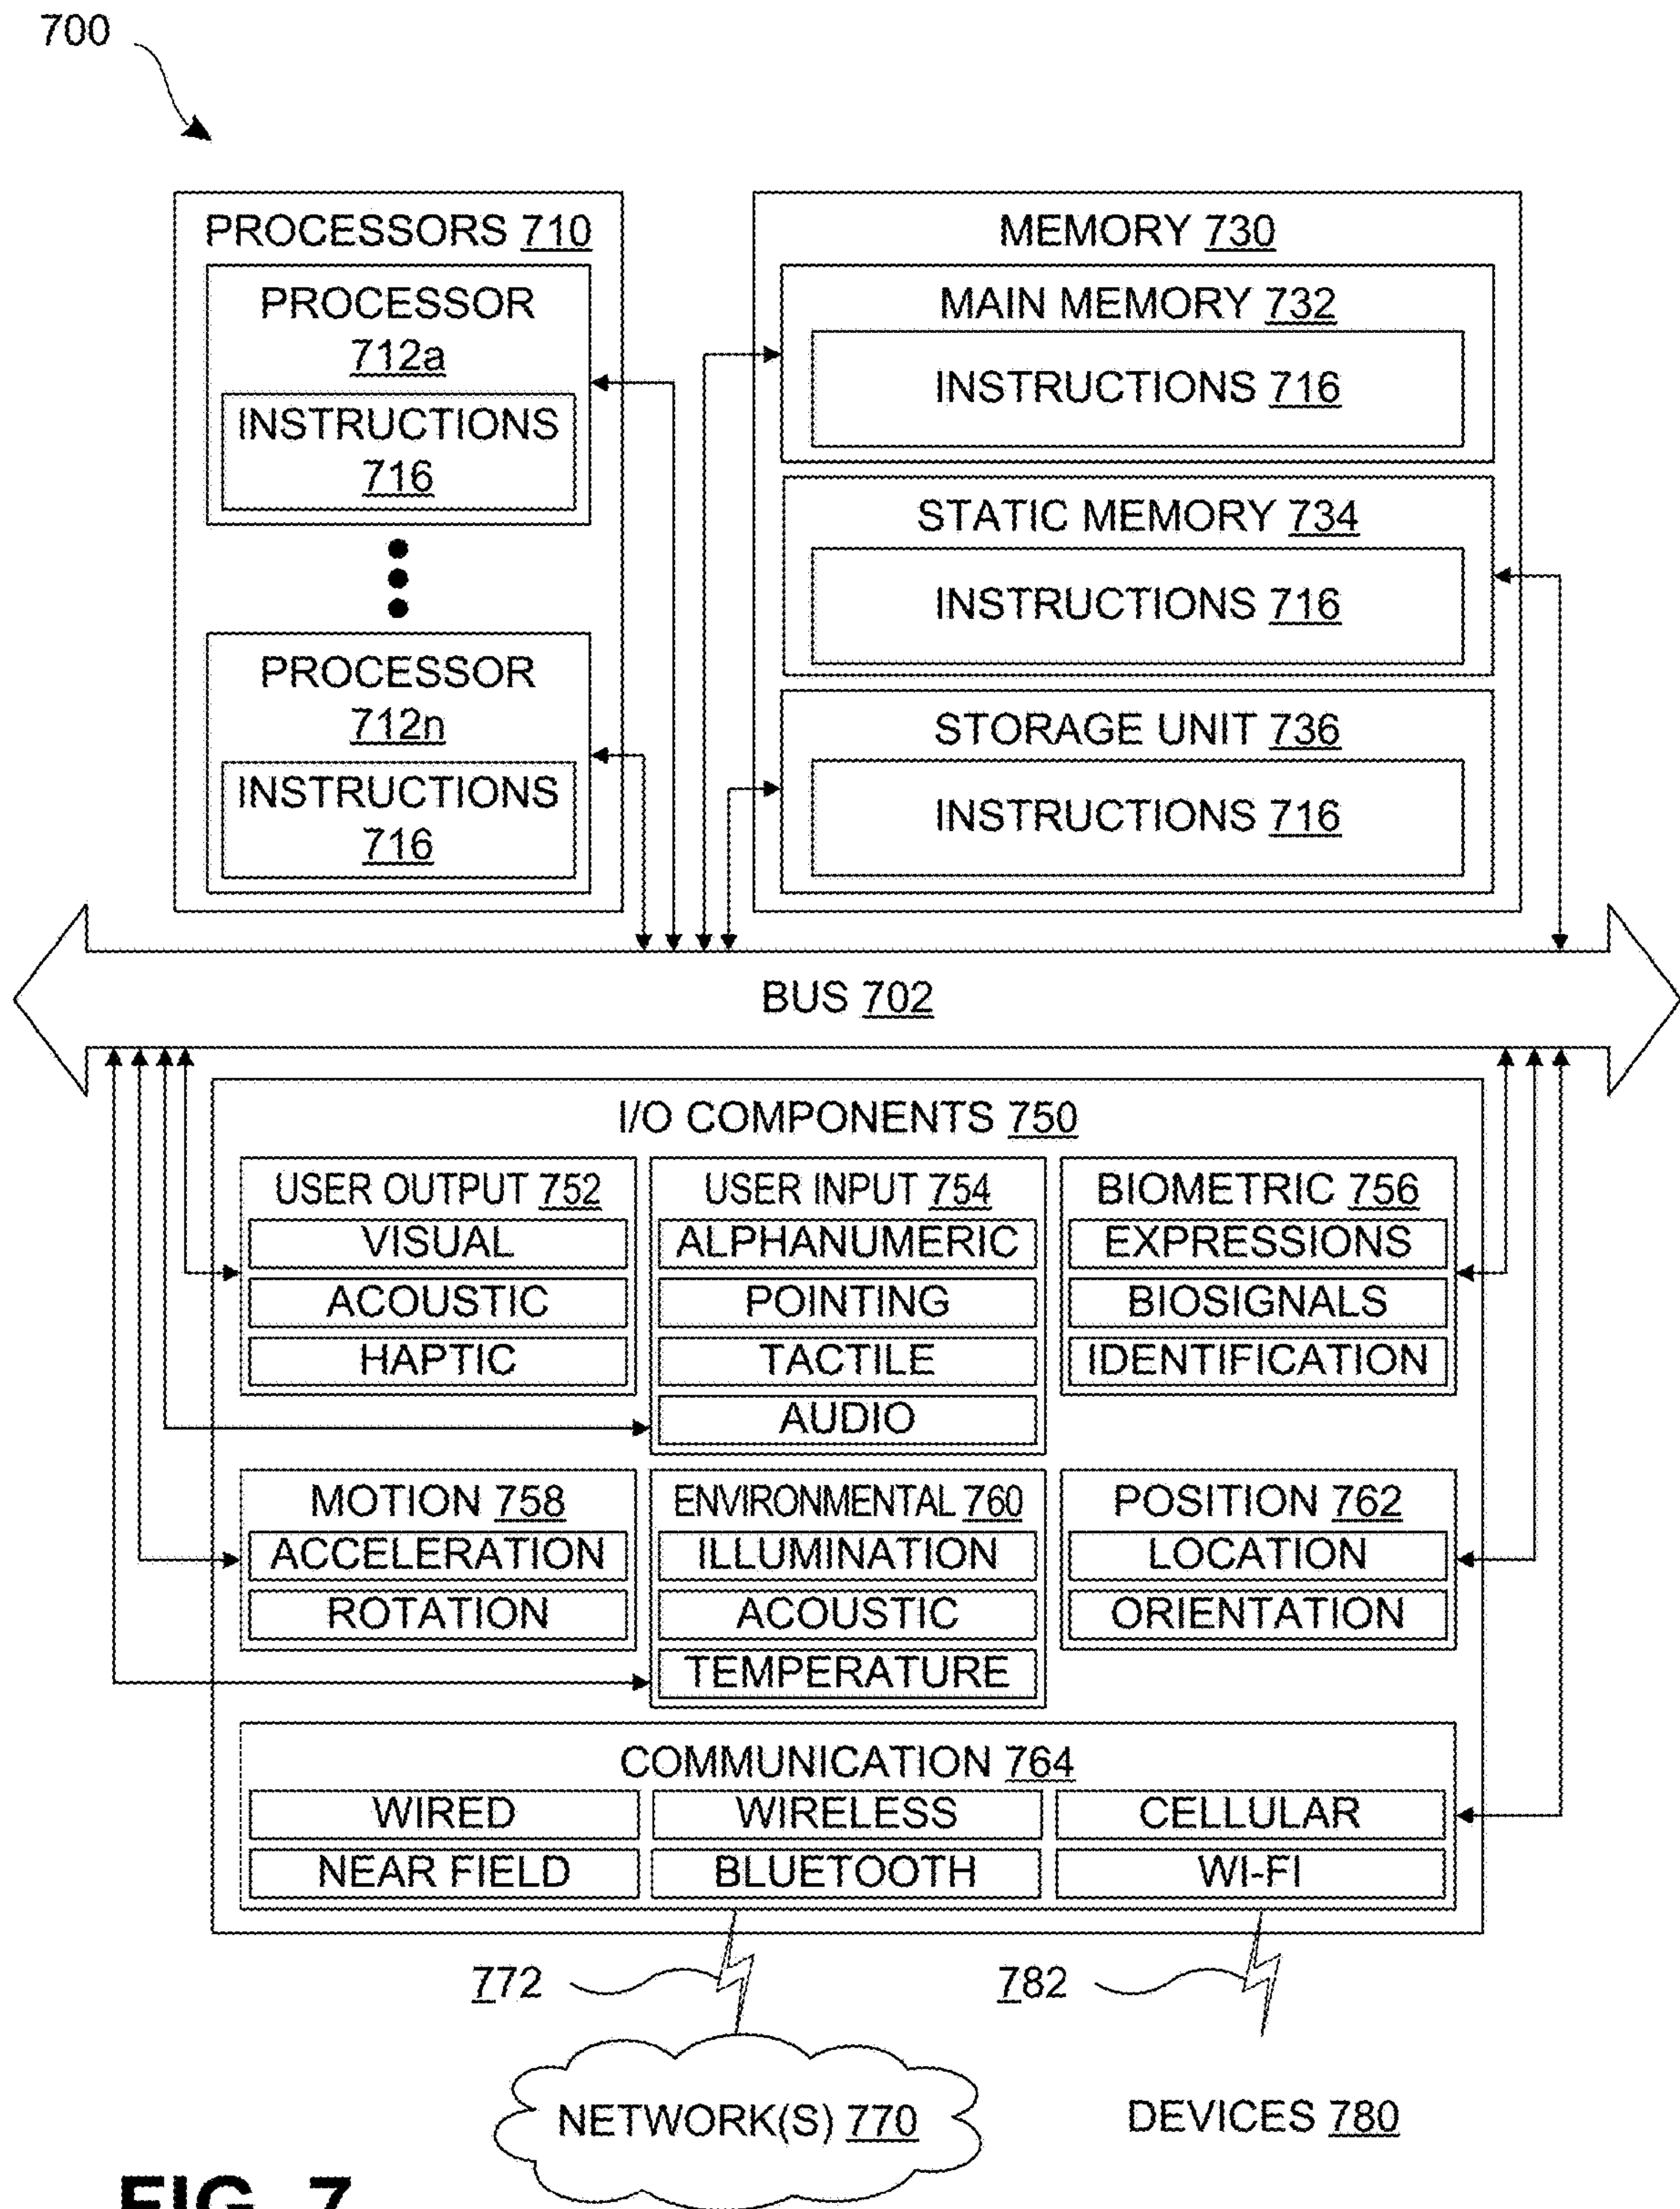 700
PROCESSORS 710
PROCESSOR
712a
INSTRUCTIONS
716
PROCESSOR
712n
INSTRUCTIONS
716
MEMORY 730
MAIN MEMORY 732
INSTRUCTIONS 716
STATIC MEMORY 734
INSTRUCTIONS 716
STORAGE UNIT 736
INSTRUCTIONS 716
BUS 702
I/O COMPONENTS 750
USER OUTPUT 752
VISUAL
ACOUSTIC
HAPTIC
USER INPUT 754
ALPHANUMERIC
POINTING
TACTILE
AUDIO
BIOMETRIC 756
EXPRESSIONS
BIOSIGNALS
IDENTIFICATION
MOTION 758
ACCELERATION
ROTATION
ENVIRONMENTAL 760
ILLUMINATION
ACOUSTIC
TEMPERATURE
POSITION 762
LOCATION
ORIENTATION
COMMUNICATION 764
WIRED
WIRELESS
CELLULAR
NEAR FIELD
BLUETOOTH
WI-FI
772
782
NETWORK(S) 770
DEVICES 780
FIG. 7